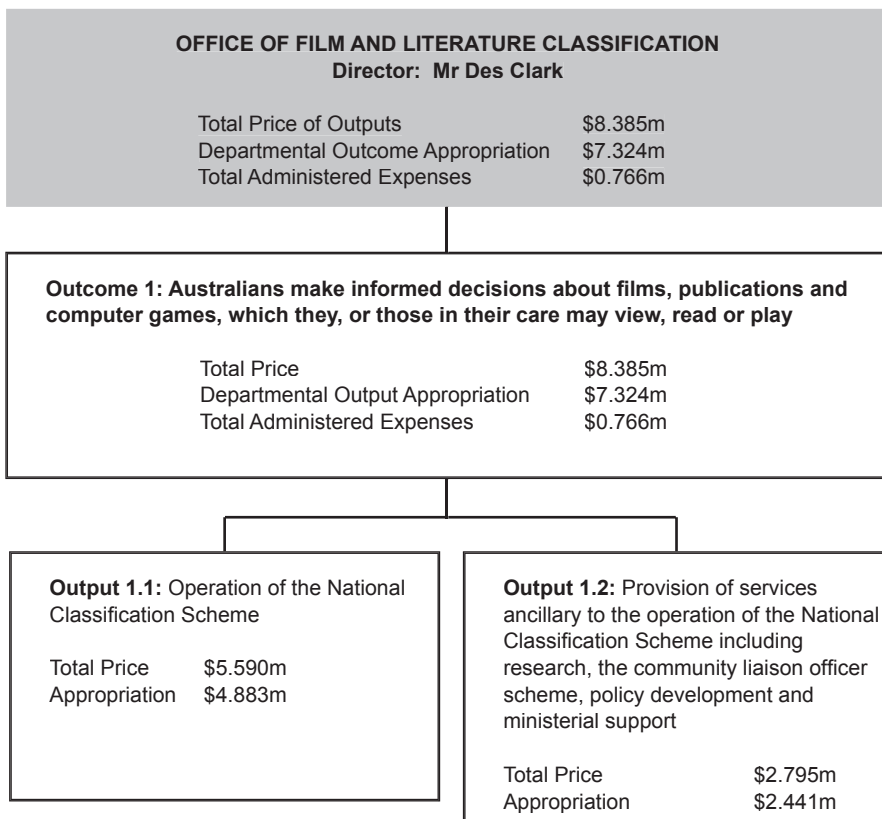 OFFICE OF FILM AND LITERATURE CLASSIFICATION
Director: Mr Des Clark
Total Price of Outputs $8.385m
Departmental Outcome Appropriation $7.324m
Total Administered Expenses $0.766m
Outcome 1: Australians make informed decisions about films, publications and
computer games, which they, or those in their care may view, read or play
Total Price $8.385m
Departmental Output Appropriation $7.324m
Total Administered Expenses $0.766m
Output 1.1: Operation of the National
Classification Scheme
Total Price $5.590m
Appropriation $4.883m
Output 1.2: Provision of services
ancillary to the operation of the National
Classification Scheme including
research, the community liaison officer
scheme, policy development and
ministerial support
Total Price $2.795m
Appropriation $2.441m